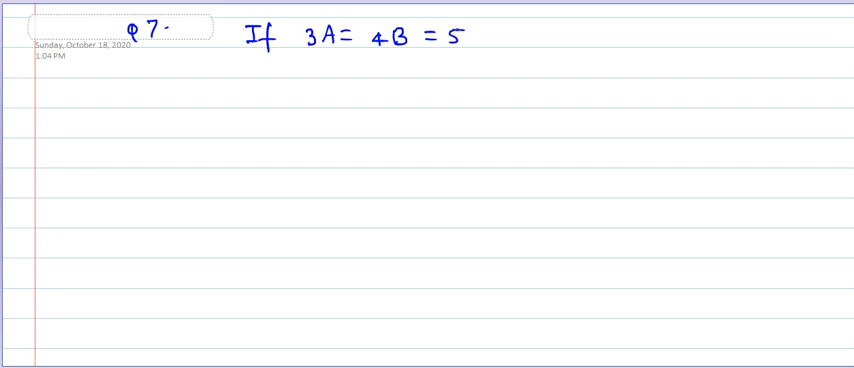 Q 7.
If 3A = 4B = 5
Sunday, October 18, 2020
1:04 PM